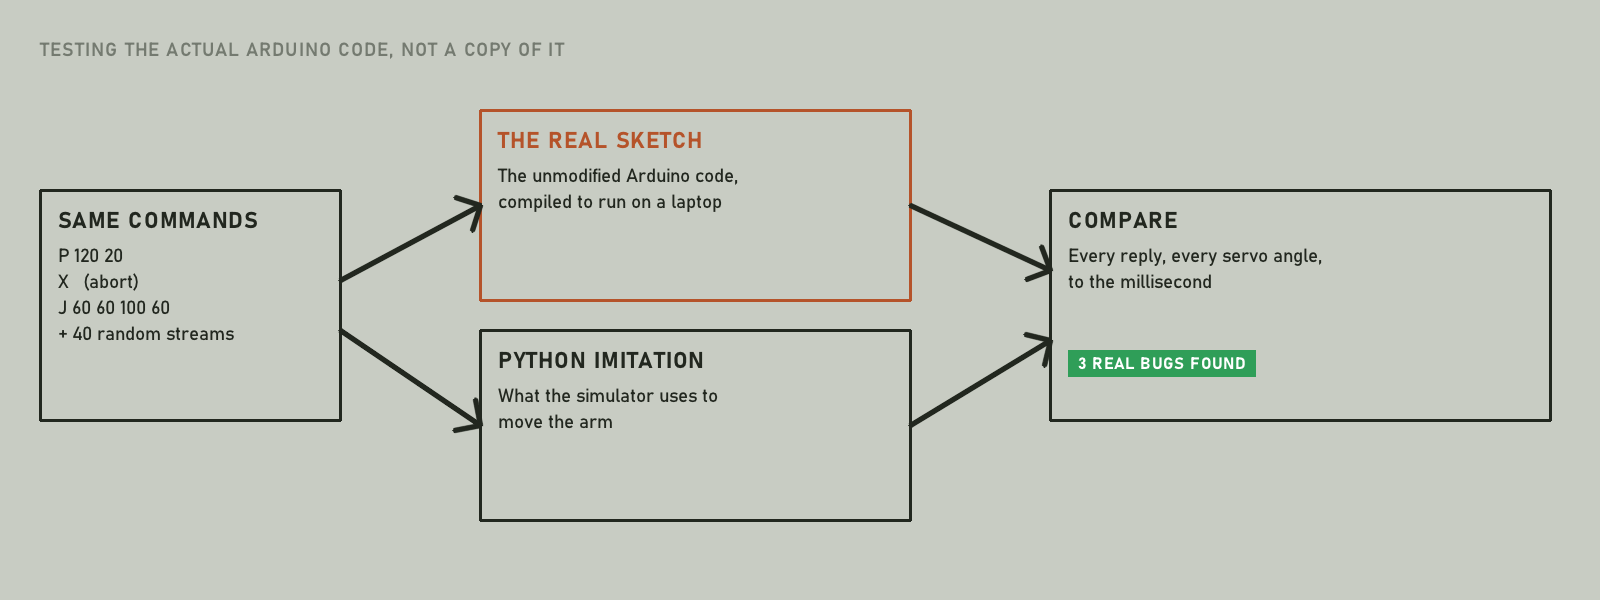 TESTING THE ACTUAL ARDUINO CODE, NOT A COPY OF IT
SAME COMMANDS
P 120 20
X (abort)
J 60 60 100 60
+ 40 random streams
THE REAL SKETCH
The unmodified Arduino code,
compiled to run on a laptop
PYTHON IMITATION
What the simulator uses to
move the arm
COMPARE
Every reply, every servo angle,
to the millisecond
3 REAL BUGS FOUND